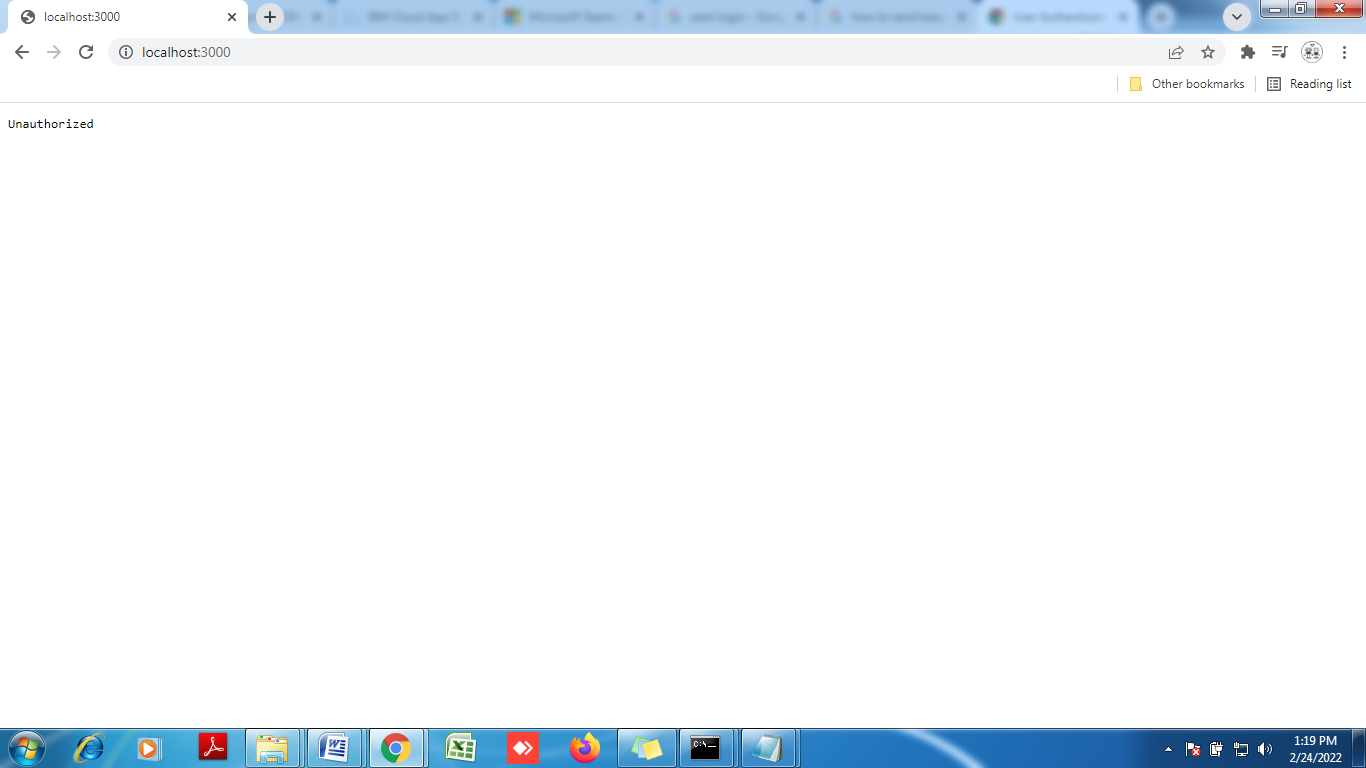 localhost:3000
localhost:3000
Other bookmarks
Reading list
Unauthorized
C:\_
1:19 PM
2/24/2022